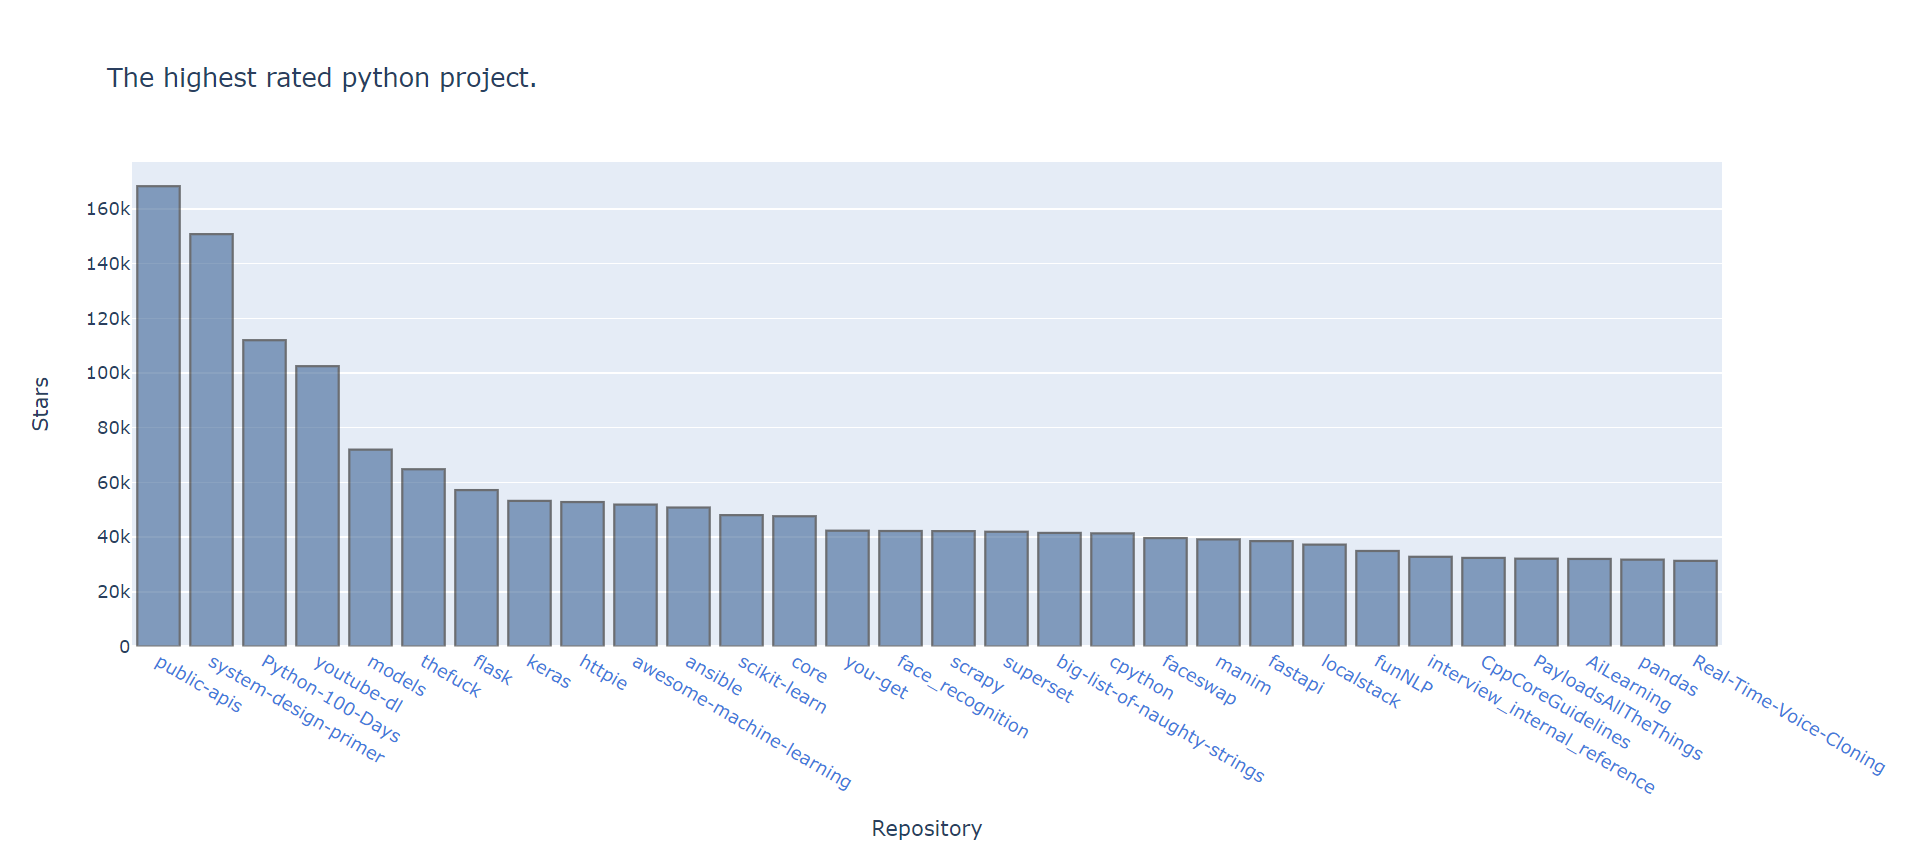 The highest rated python project.
Stars
160k
140k
120k
100k
80k
60k
40k
20k
0
public-apis
system-design-primer
Python-100-Days
youtube-dl
models
thefuck
flask
keras
httpie
awesome-machine-learning
ansible
scikit-learn
core
you-get
face_recognition
scrapy
superset
big-list-of-naughty-strings
cpython
faceswap
manim
fastapi
localstack
funNLP
interview_internal_reference
CppCoreGuidelines
PayloadsAllTheThings
AiLearning
pandas
Real-Time-Voice-Cloning
Repository